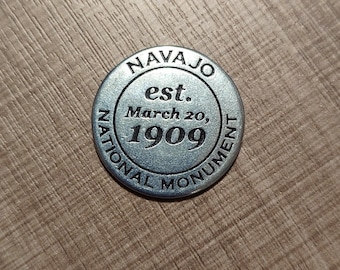 NAVAJO
est.
March 20,
1909
NATIONAL MONUMENT